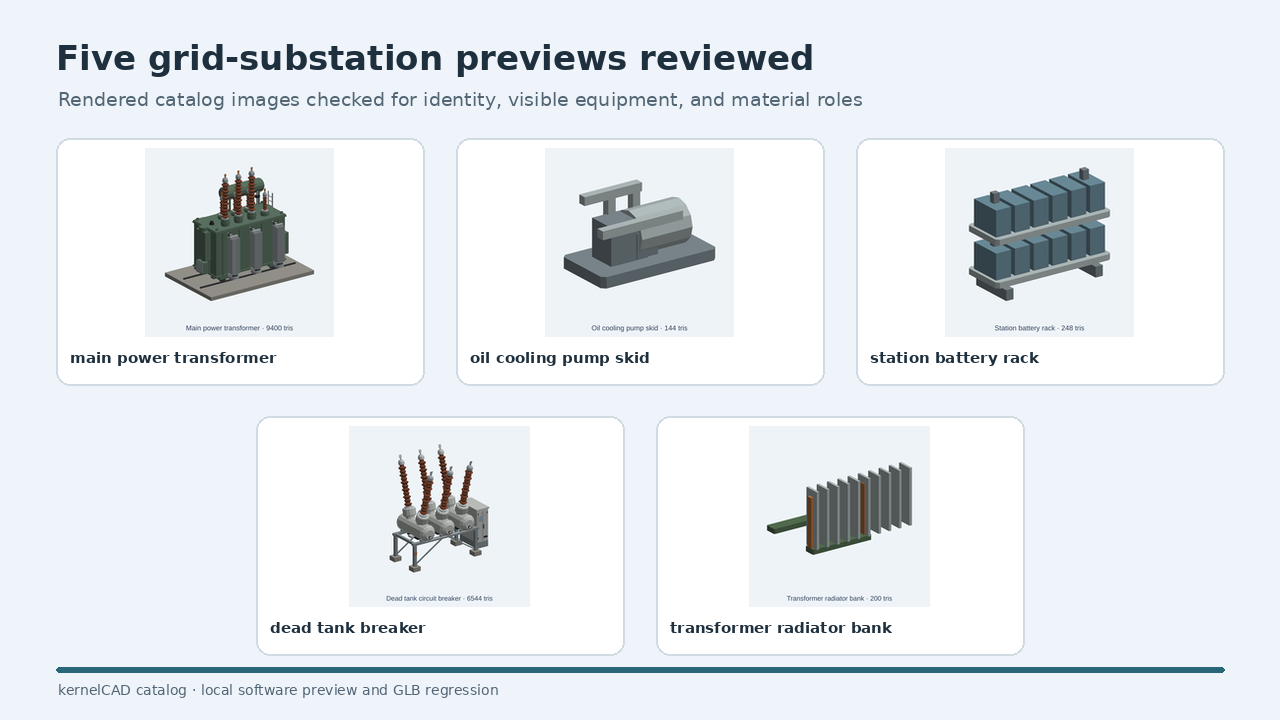 Five grid-substation previews reviewed
Rendered catalog images checked for identity, visible equipment, and material roles
Main power transformer · 9400 tris
main power transformer
Oil cooling pump skid · 144 tris
oil cooling pump skid
Station battery rack · 248 tris
station battery rack
Dead tank circuit breaker · 6544 tris
dead tank breaker
Transformer radiator bank · 200 tris
transformer radiator bank
kernelCAD catalog · local software preview and GLB regression